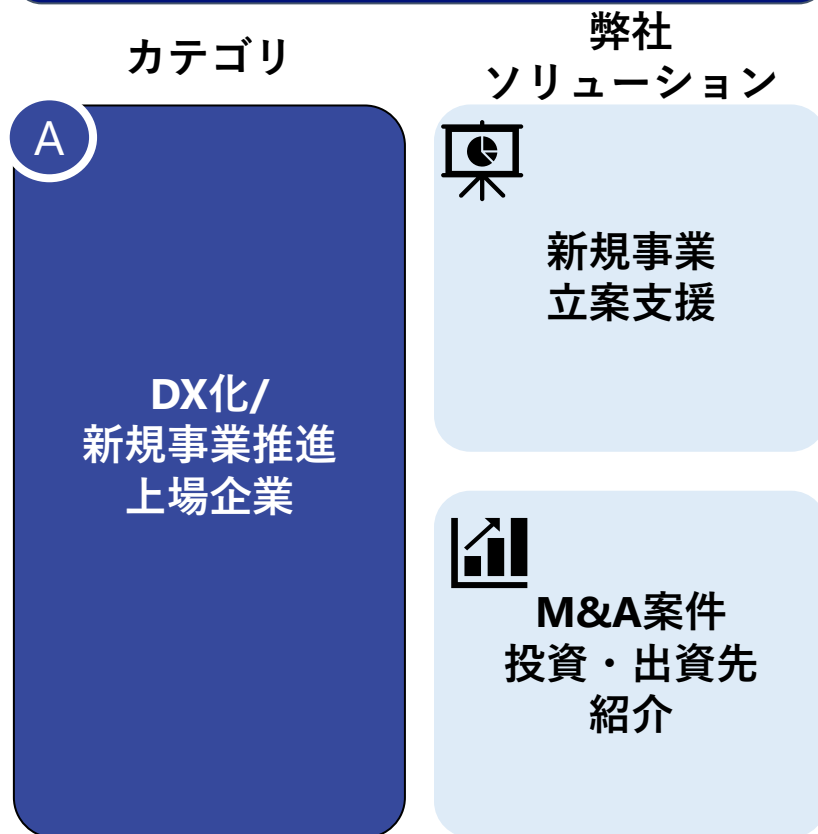 カテゴリ
弊社
ソリューション
A
DX化/
新規事業推進
上場企業
新規事業
立案支援
M&A案件
投資・出資先
紹介